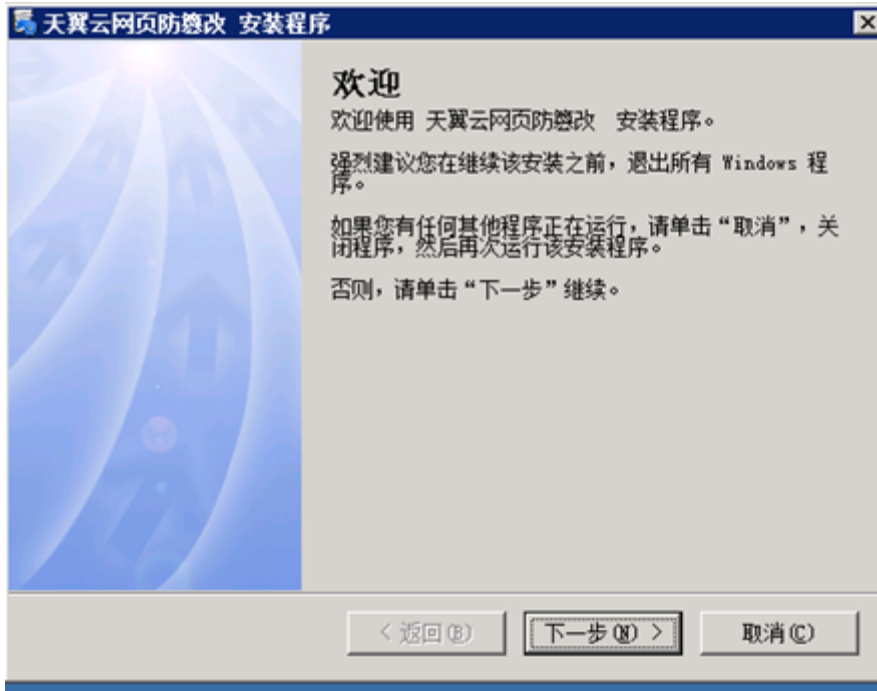 天翼云网页防篡改 安装程序
欢迎
欢迎使用 天翼云网页防篡改 安装程序。
强烈建议您在继续该安装之前，退出所有 Windows 程
序。
如果您有任何其他程序正在运行，请单击“取消”，关
闭程序，然后再次运行该安装程序。
否则，请单击“下一步”继续。
< 返回(B)
下一步(N) >
取消(C)